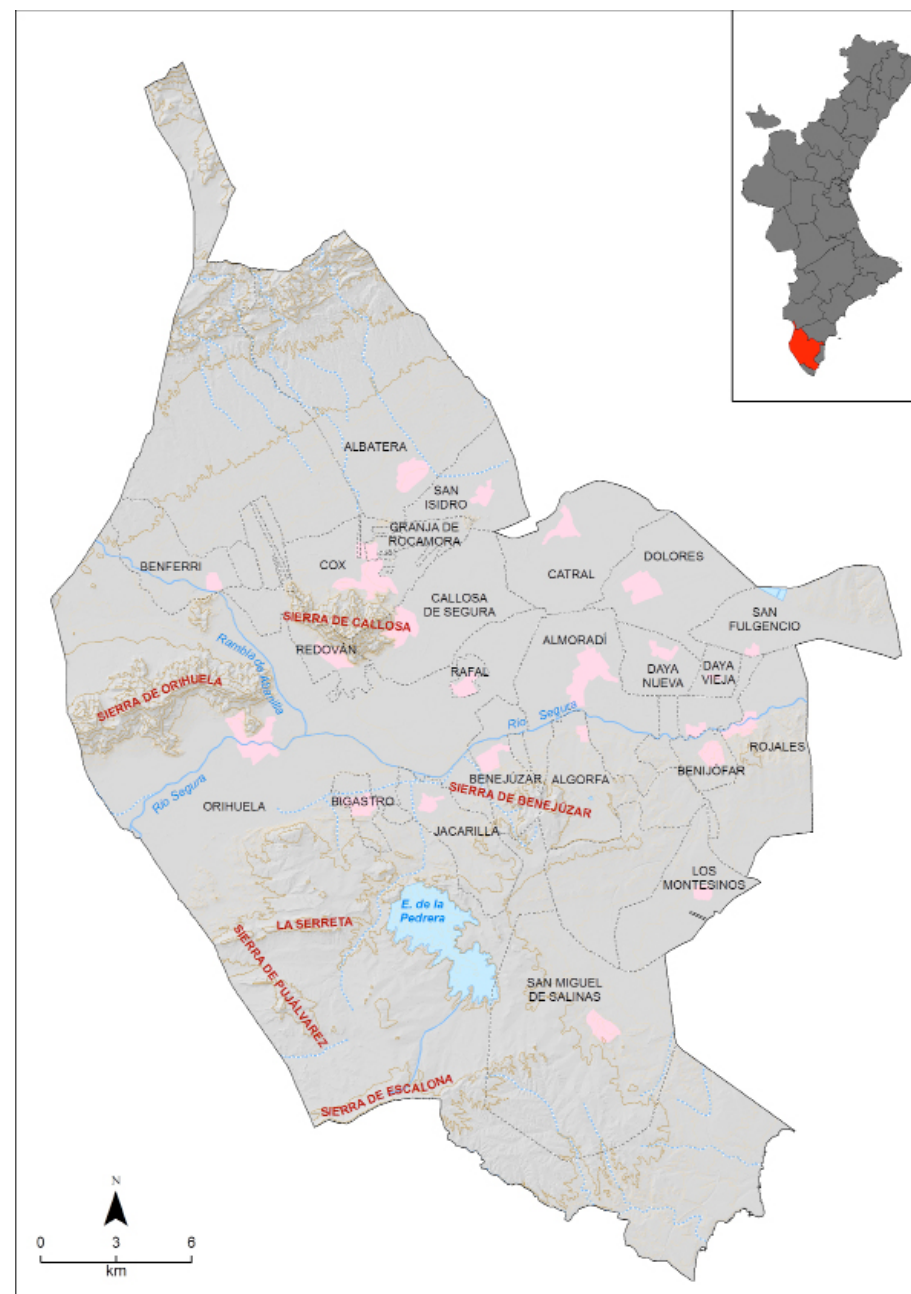 ALBATERA
SAN
ISIDRO
GRANJA DE
ROCAMORA
COX
BENFERRI
DOLORES
CATRAL
CALLOSA
DE SEGURA
SAN
FULGENCIO
SIERRA DE CALLOSA
REDOVÁN
ALMORADÍ
RAFAL
DAYA
NUEVA
DAYA
VIEJA
Rambla de Abanilla
SIERRA DE ORIHUELA
Río Segura
ROJALES
BENIJÓFAR
BENEJÚZAR
ALGORFA
SIERRA DE BENEJÚZAR
Río Segura
ORIHUELA
BIGASTRO
JACARILLA
LOS
MONTESINOS
E. de la
Pedrera
LA SERRETA
SIERRA DE PUJÁLVAREZ
SAN MIGUEL
DE SALINAS
SIERRA DE ESCALONA
N
0 3 6
km